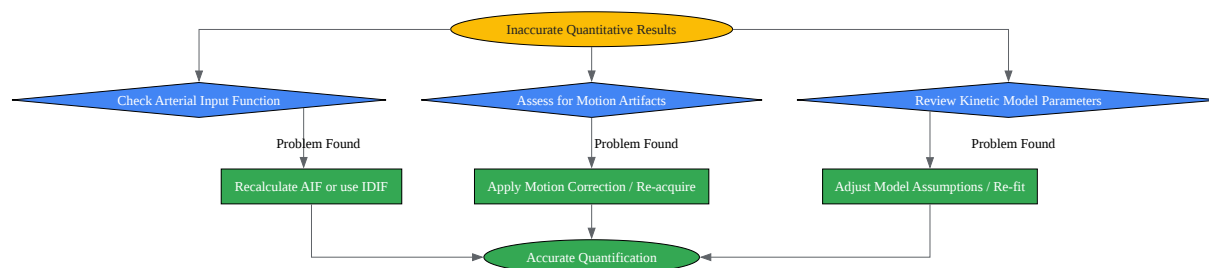 Inaccurate Quantitative Results
Check Arterial Input Function
Assess for Motion Artifacts
Review Kinetic Model Parameters
Problem Found
Problem Found
Problem Found
Recalculate AIF or use IDIF
Apply Motion Correction / Re-acquire
Adjust Model Assumptions / Re-fit
Accurate Quantification